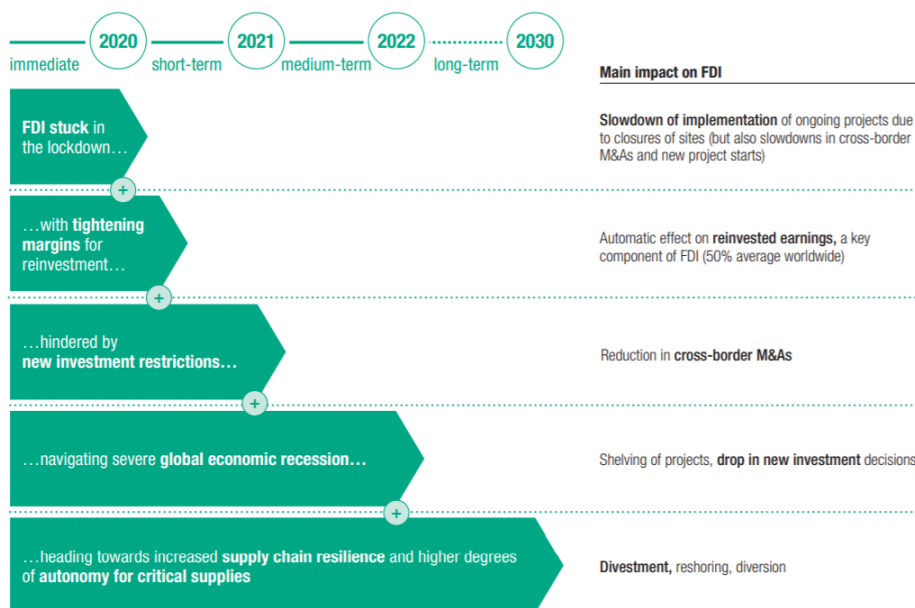 2020 2021 2022 2030
immediate short-term medium-term long-term
Main impact on FDI
FDI stuck in
the lockdown…
Slowdown of implementation of ongoing projects due
to closures of sites (but also slowdowns in cross-border
M&As and new project starts)
+
…with tightening
margins for
reinvestment…
Automatic effect on reinvested earnings, a key
component of FDI (50% average worldwide)
+
…hindered by
new investment restrictions…
Reduction in cross-border M&As
+
…navigating severe global economic recession…
Shelving of projects, drop in new investment decisions
+
…heading towards increased supply chain resilience and higher degrees
of autonomy for critical supplies
Divestment, reshoring, diversion